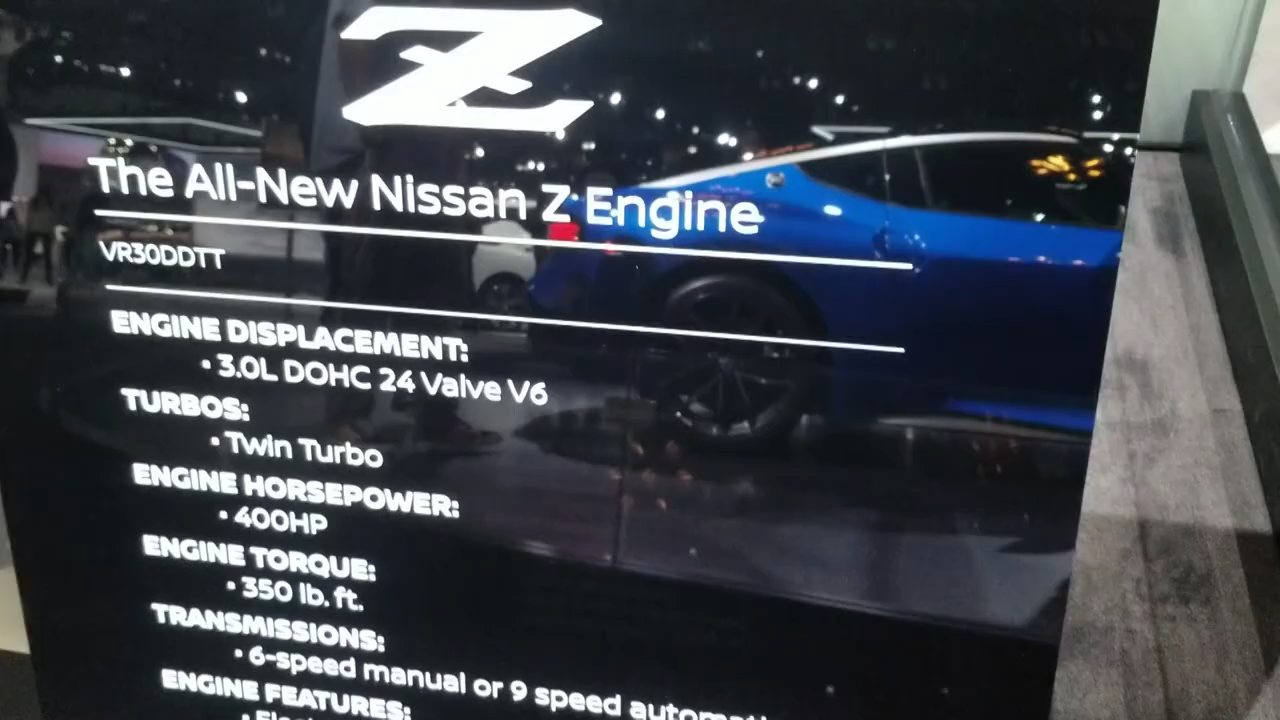 Z
The All-New Nissan Z Engine
VR30DDTT
ENGINE DISPLACEMENT:
• 3.0L DOHC 24 Valve V6
TURBOS:
• Twin Turbo
ENGINE HORSEPOWER:
• 400HP
ENGINE TORQUE:
• 350 lb. ft.
TRANSMISSIONS:
• 6-speed manual or 9 speed
ENGINE FEATURES: